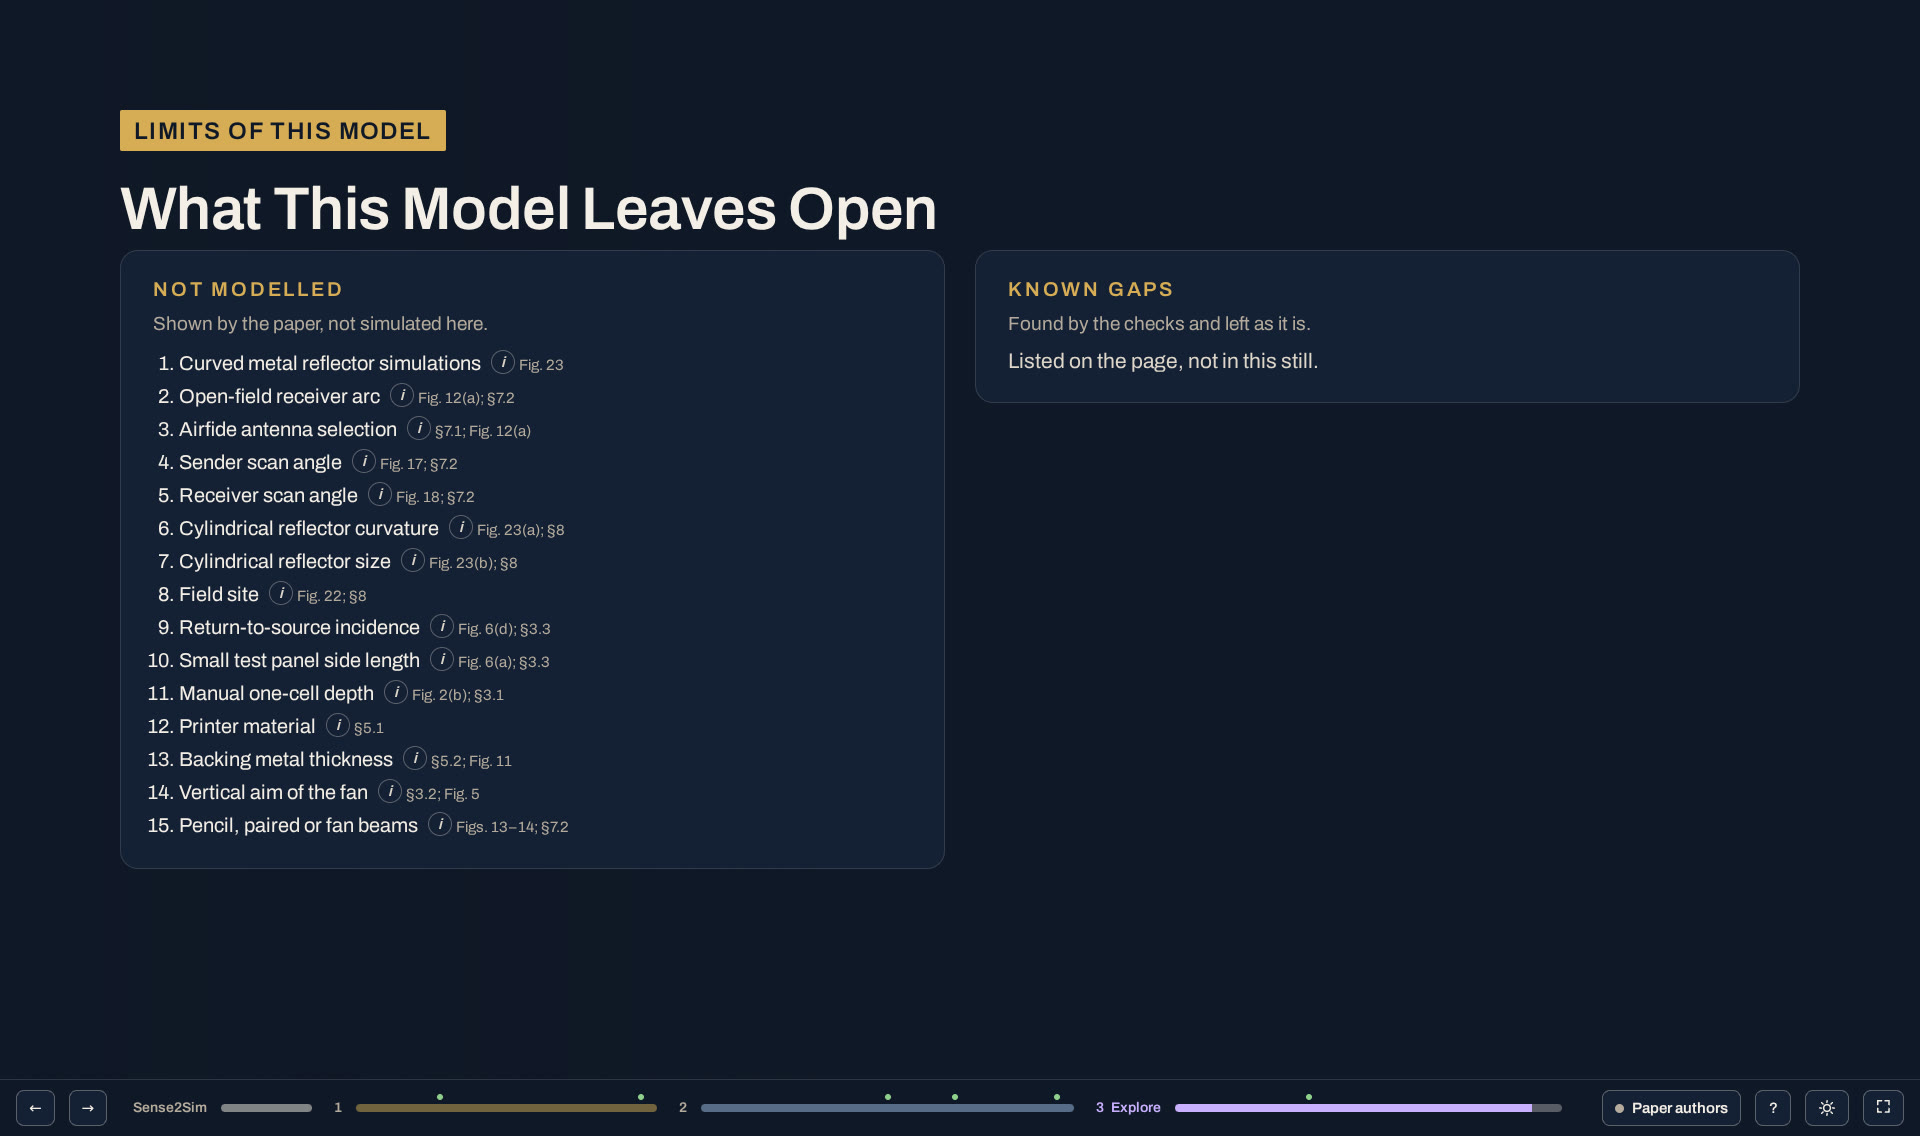 LIMITS OF THIS MODEL
What This Model Leaves Open
NOT MODELLED
Shown by the paper, not simulated here.
1. Curved metal reflector simulations i Fig. 23
2. Open-field receiver arc i Fig. 12(a); §7.2
3. Airfide antenna selection i §7.1; Fig. 12(a)
4. Sender scan angle i Fig. 17; §7.2
5. Receiver scan angle i Fig. 18; §7.2
6. Cylindrical reflector curvature i Fig. 23(a); §8
7. Cylindrical reflector size i Fig. 23(b); §8
8. Field site i Fig. 22; §8
9. Return-to-source incidence i Fig. 6(d); §3.3
10. Small test panel side length i Fig. 6(a); §3.3
11. Manual one-cell depth i Fig. 2(b); §3.1
12. Printer material i §5.1
13. Backing metal thickness i §5.2; Fig. 11
14. Vertical aim of the fan i §3.2; Fig. 5
15. Pencil, paired or fan beams i Figs. 13–14; §7.2
KNOWN GAPS
Found by the checks and left as it is.
Listed on the page, not in this still.
← → Sense2Sim 1 2 3 Explore Paper authors ?